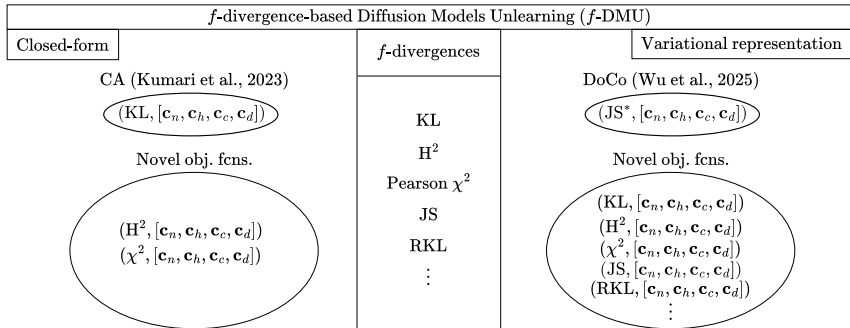 f-divergence-based Diffusion Models Unlearning (f-DMU)
Closed-form
CA (Kumari et al., 2023)
(KL, [c_n, c_h, c_c, c_d])
Novel obj. fcns.
(H², [c_n, c_h, c_c, c_d])
(χ², [c_n, c_h, c_c, c_d])
f-divergences
KL
H²
Pearson χ²
JS
RKL
⋮
Variational representation
DoCo (Wu et al., 2025)
(JS*, [c_n, c_h, c_c, c_d])
Novel obj. fcns.
(KL, [c_n, c_h, c_c, c_d])
(H², [c_n, c_h, c_c, c_d])
(χ², [c_n, c_h, c_c, c_d])
(JS, [c_n, c_h, c_c, c_d])
(RKL, [c_n, c_h, c_c, c_d])
⋮